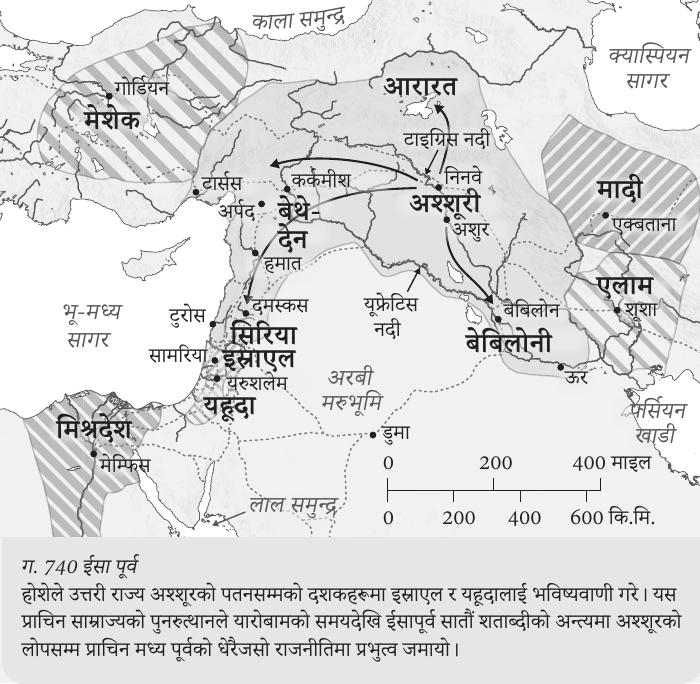 काला समुन्द्र
क्यास्पियन
सागर
गोर्डियन
मेशेक
आरारत
टाइग्रिस नदी
टार्सस
कर्कमीश
निनवे
मादी
अर्पद
बेथे-
देन
अश्शूरी
अशुर
एक्बताना
हमात
एलाम
भू-मध्य
सागर
टुरोस
दमस्कस
यूफ्रेटिस
नदी
बेबिलोन
शूशा
सिरिया
बेबिलोनी
सामरिया
इस्राएल
यरुशलेम
यहूदा
अरबी
मरुभूमि
ऊर
पर्सियन
खाडी
मिश्रदेश
डुमा
मेम्फिस
0 200 400 माइल
0 200 400 600 कि.मि.
लाल समुन्द्र
ग. 740 ईसा पूर्व
होशेले उत्तरी राज्य अश्शूरको पतनसम्मको दशकहरूमा इस्राएल र यहूदालाई भविष्यवाणी गरे। यस
प्राचिन साम्राज्यको पुनरुत्थानले यारोबामको समयदेखि ईसापूर्व सातौं शताब्दीको अन्त्यमा अश्शूरको
लोपसम्म प्राचिन मध्य पूर्वको धेरैजसो राजनीतिमा प्रभुत्व जमायो।